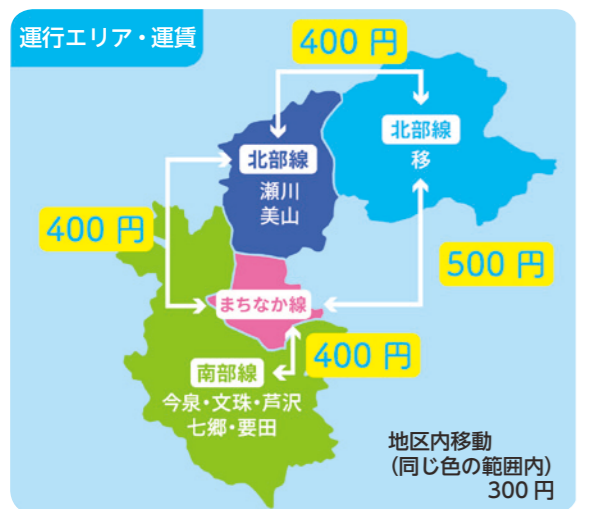 運行エリア・運賃
400 円
北部線
移
北部線
瀬川
美山
400 円
500 円
まちなか線
400 円
南部線
今泉・文珠・芦沢
七郷・要田
地区内移動
（同じ色の範囲内）
300 円